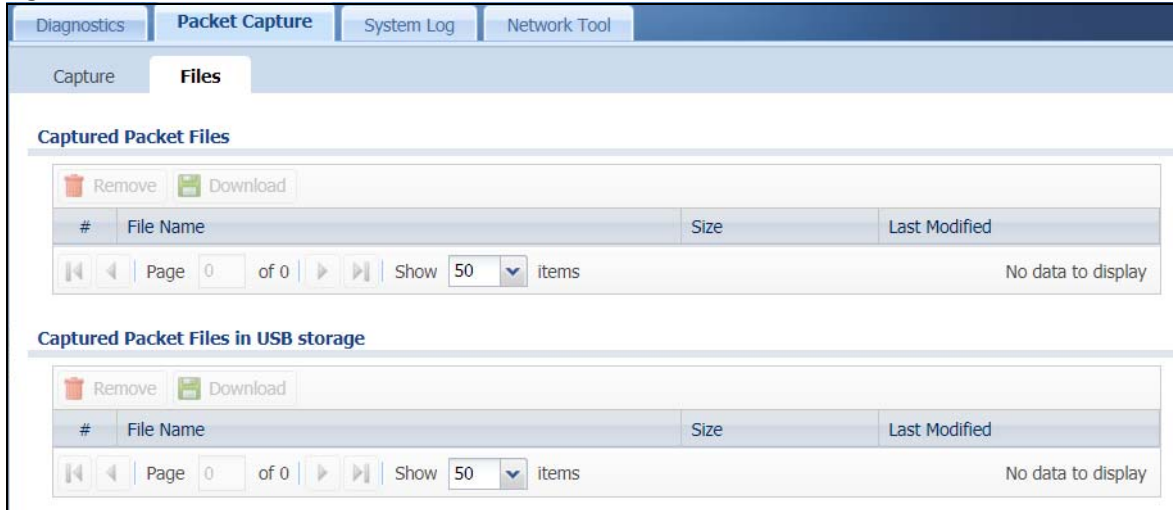 Diagnostics Packet Capture System Log Network Tool
Capture Files
Captured Packet Files
Remove Download
# File Name Size Last Modified
Page 0 of 0 Show 50 items No data to display
Captured Packet Files in USB storage
Remove Download
# File Name Size Last Modified
Page 0 of 0 Show 50 items No data to display